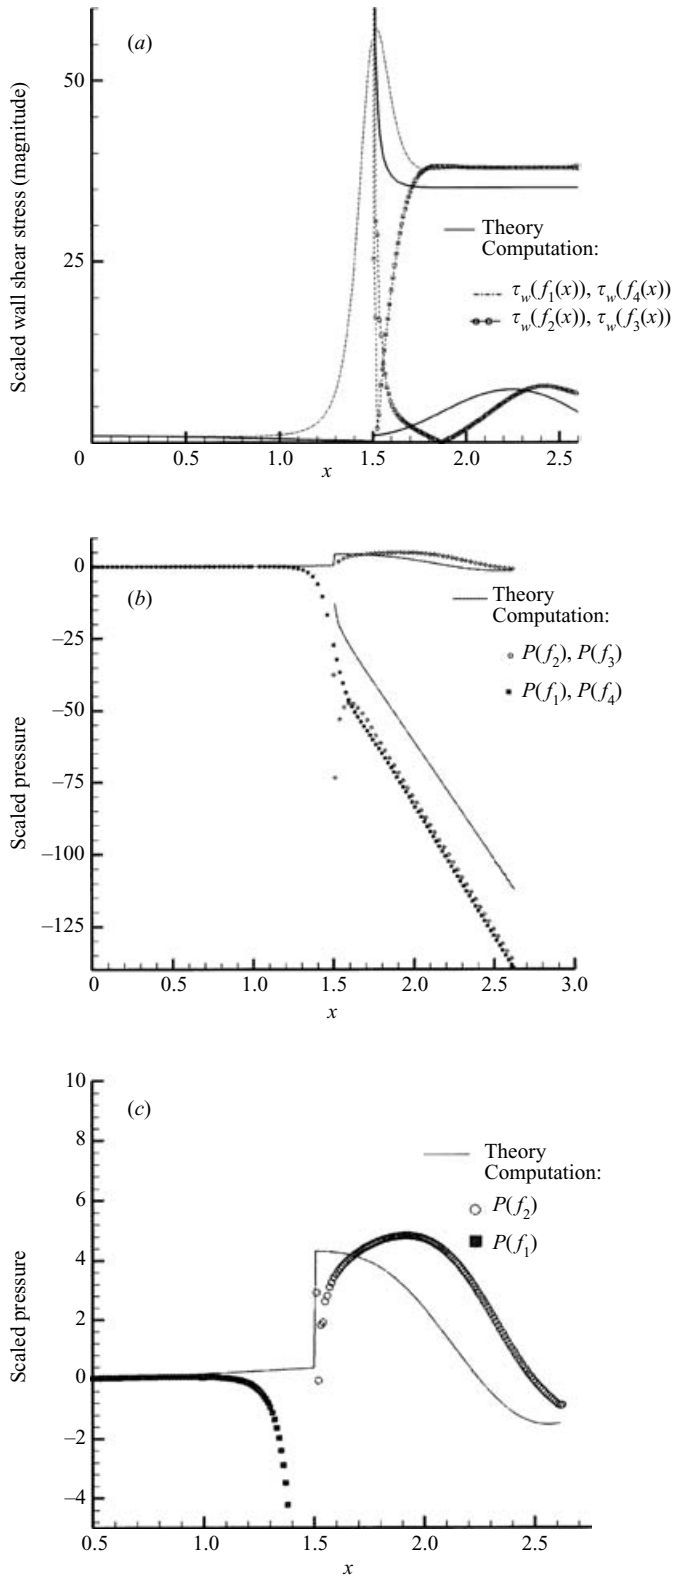 (a)
Scaled wall shear stress (magnitude)
50
25
0
0.5
1.0
1.5
2.0
2.5
x
Theory
Computation:
τw(f1(x)), τw(f4(x))
τw(f2(x)), τw(f3(x))
(b)
Scaled pressure
0
–25
–50
–75
–100
–125
0
0.5
1.0
1.5
2.0
2.5
3.0
x
Theory
Computation:
P(f2), P(f3)
P(f1), P(f4)
(c)
Scaled pressure
10
8
6
4
2
0
–2
–4
0.5
1.0
1.5
2.0
2.5
x
Theory
Computation:
P(f2)
P(f1)